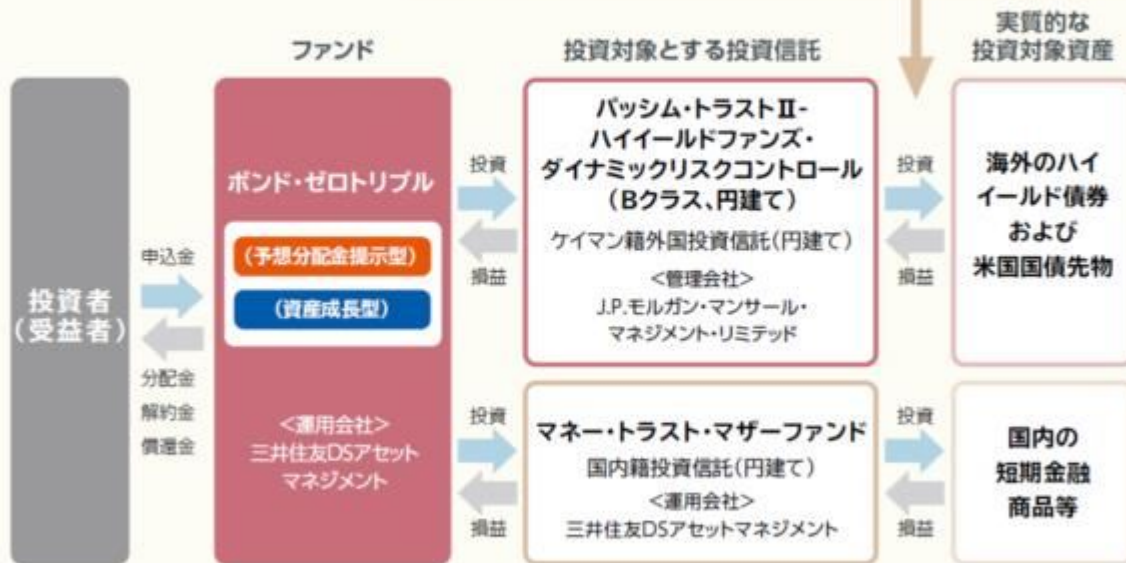 ファンド
投資対象とする投資信託
実質的な
投資対象資産
投資者
(受益者)
申込金
分配金
解約金
償還金
ボンド・ゼロトリプル
(予想分配金提示型)
(資産成長型)
<運用会社>
三井住友DSアセット
マネジメント
投資
損益
バッシム・トラストⅡ-
ハイイールドファンズ・
ダイナミックリスクコントロール
(Bクラス、円建て)
ケイマン籍外国投資信託(円建て)
<管理会社>
J.P.モルガン・マンサール・
マネジメント・リミテッド
投資
損益
海外のハイ
イールド債券
および
米国国債先物
投資
損益
マネー・トラスト・マザーファンド
国内籍投資信託(円建て)
<運用会社>
三井住友DSアセットマネジメント
投資
損益
国内の
短期金融
商品等